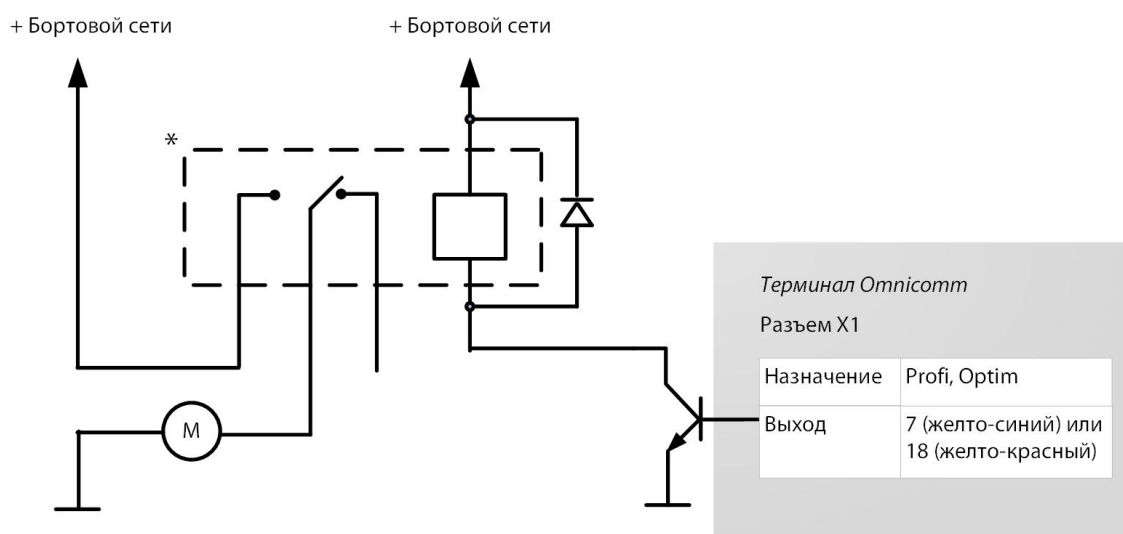 + Бортовой сети
+ Бортовой сети
*
M
Терминал Omnicomm
Разъем X1
Назначение
Profi, Optim
Выход
7 (желто-синий) или
18 (желто-красный)